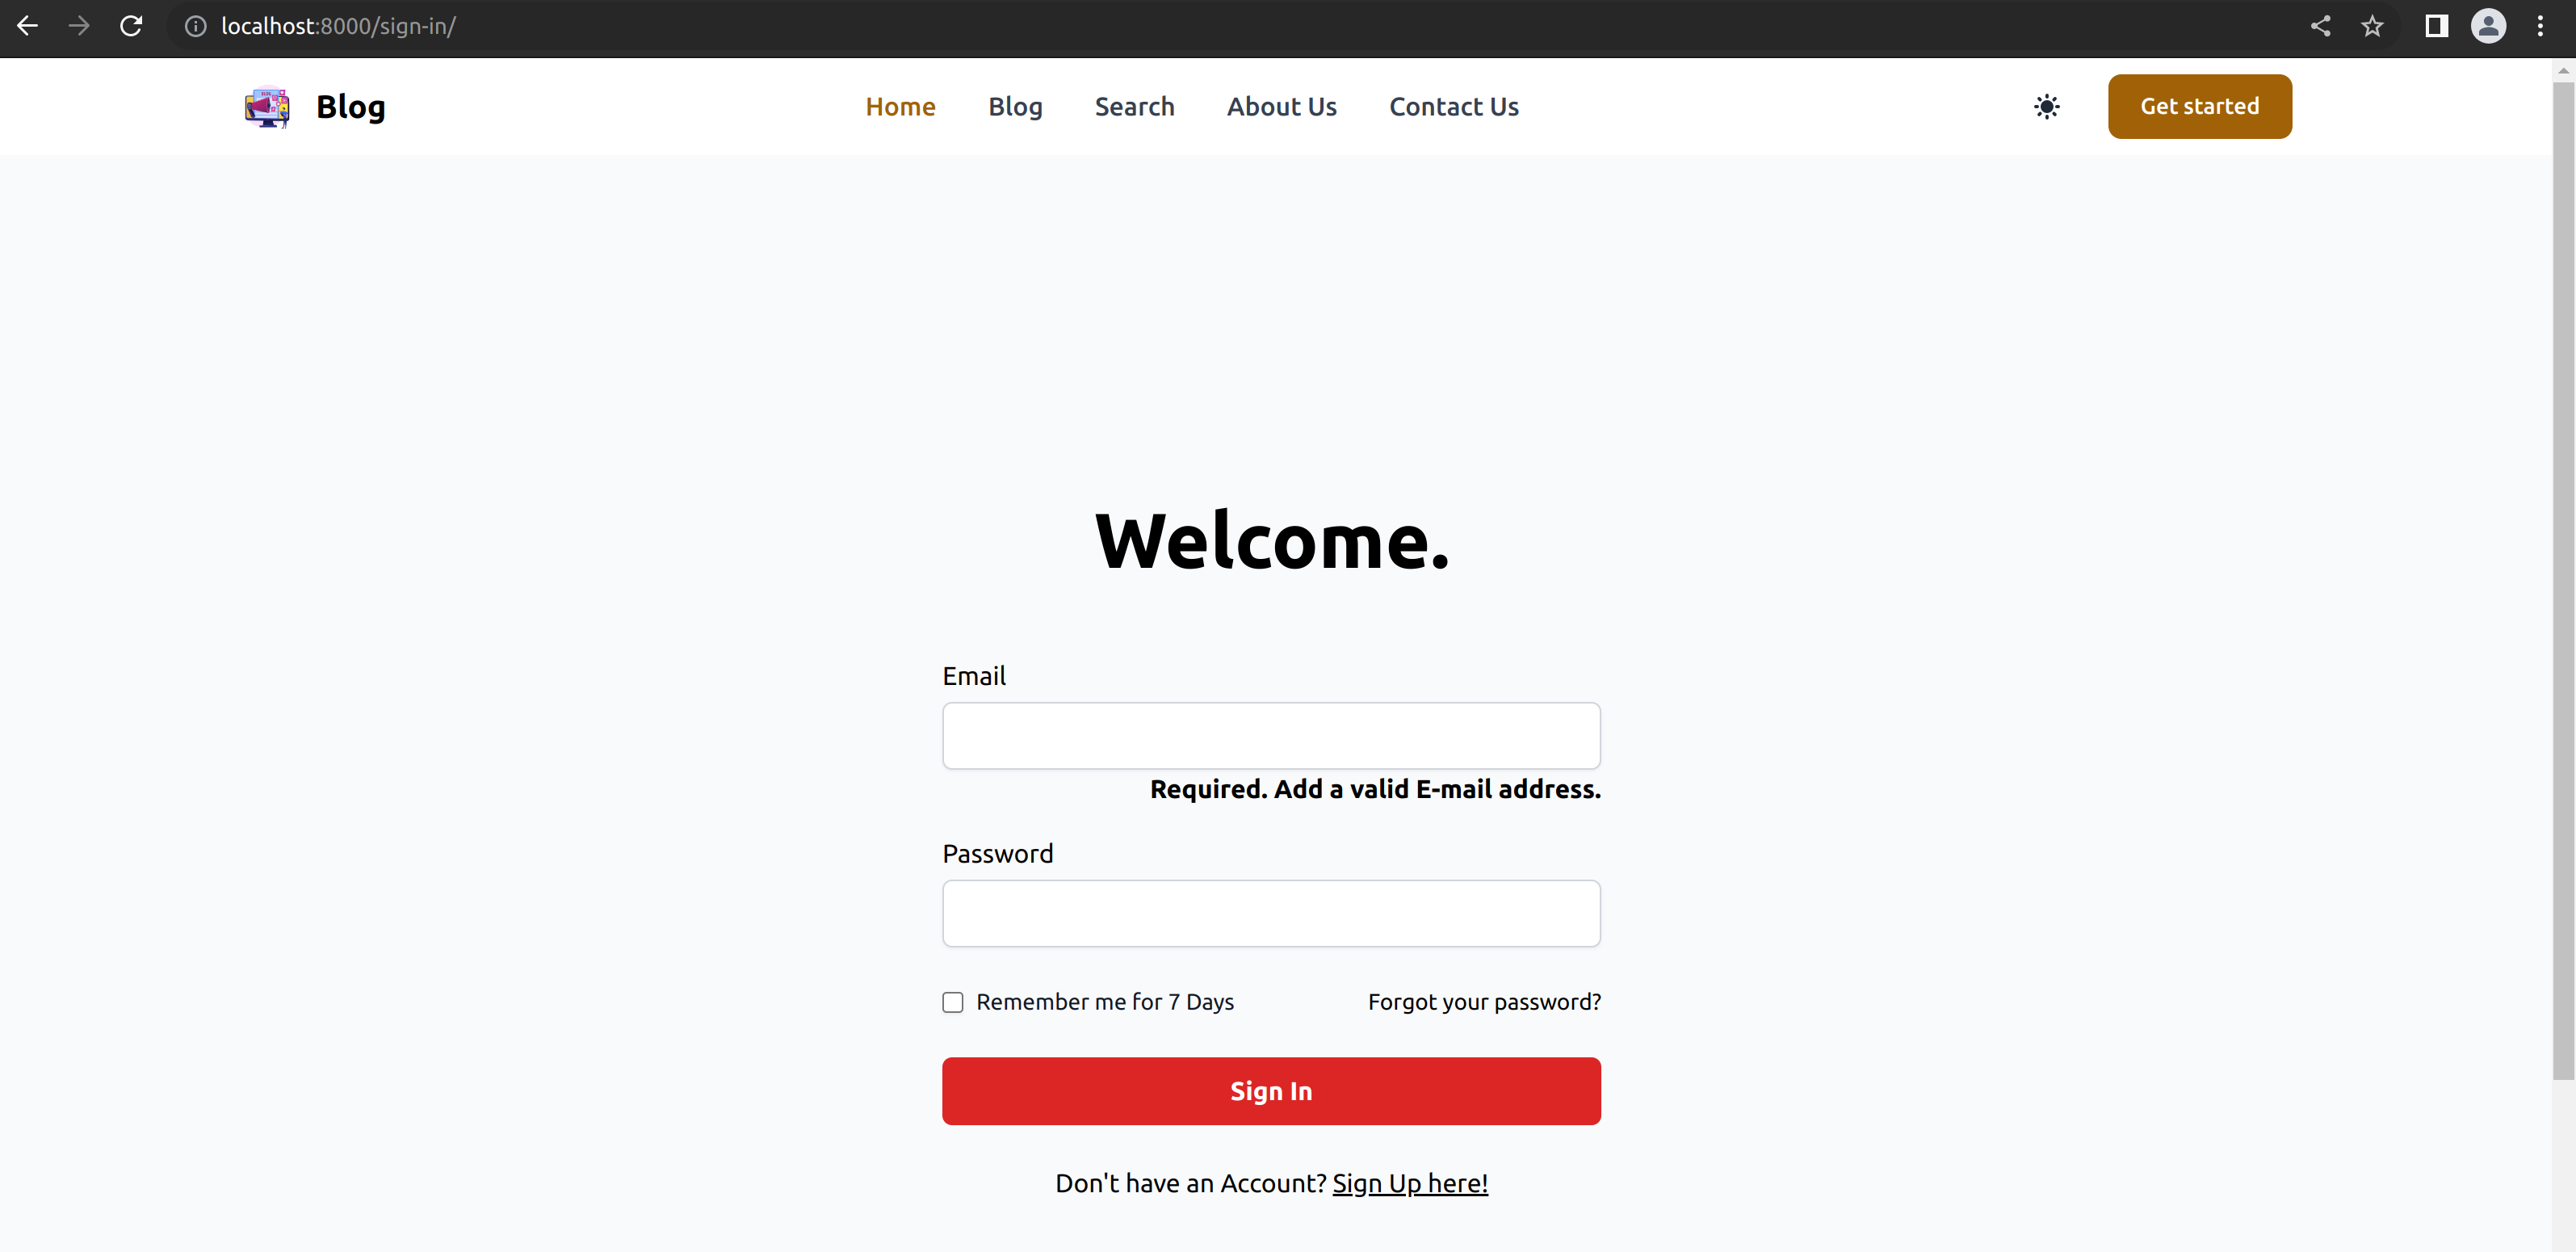 localhost:8000/sign-in/
Blog
Home Blog Search About Us Contact Us
Get started
Welcome.
Email
Required. Add a valid E-mail address.
Password
Remember me for 7 Days Forgot your password?
Sign In
Don't have an Account? Sign Up here!